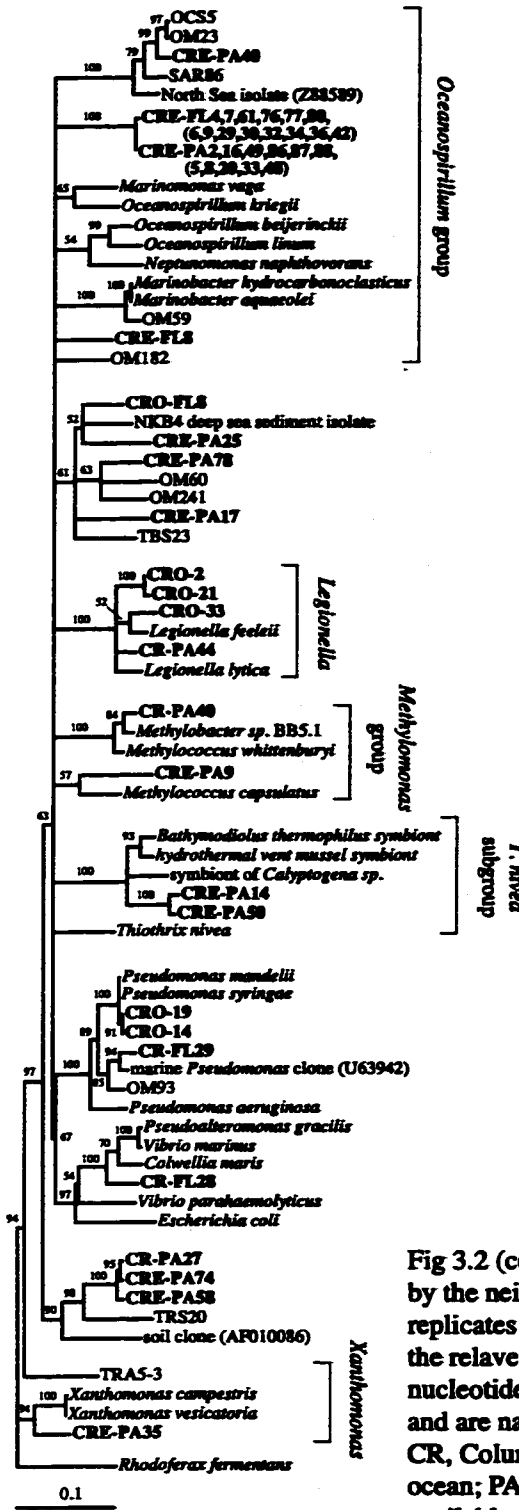 97 OCS5
99 OM23
79 CRE-PA40
100 SAR86
North Sea isolate (Z88589)
100 CRE-FL4,7,61,76,77,80,
(6,9,29,30,32,34,36,42)
CRE-PA2,16,49,86,87,88,
(5,8,20,33,48)
65 Marinomonas vaga
Oceanospirillum kriegii
99 Oceanospirillum beijerinckii
54 Oceanospirillum linum
Neptunomonas naphthovorans
100 Marinobacter hydrocarbonoclasticus
100 Marinobacter aquaeolei
OM59
CRE-FL8
OM182
Oceanospirillum group
CRO-FL8
52 NKB4 deep sea sediment isolate
CRE-PA25
61 63 CRE-PA78
OM60
OM241
CRE-PA17
TBS23
100 CRO-2
CRO-21
52 CRO-33
100 Legionella feeleii
CR-PA44
Legionella lytica
Legionella
84 CR-PA40
100 Methylobacter sp. BB5.1
Methylococcus whittenburyi
57 CRE-PA9
Methylococcus capsulatus
Methylomonas
group
63
93 Bathymodiolus thermophilus symbiont
hydrothermal vent mussel symbiont
100 symbiont of Calyptogena sp.
100 CRE-PA14
CRE-PA50
Thiothrix nivea
T. nivea
subgroup
Pseudomonas mandelii
100 Pseudomonas syringae
CRO-19
91 CRO-14
89 96 CR-FL29
100 85 marine Pseudomonas clone (U63942)
OM93
Pseudomonas aeruginosa
97 67
100 Pseudoalteromonas gracilis
70 Vibrio marinus
100 Colwellia maris
54 CR-FL28
97 Vibrio parahaemolyticus
Escherichia coli
94
95 CR-PA27
100 CRE-PA74
98 CRE-PA58
90 TRS20
soil clone (AF010086)
TRA5-3
100 Xanthomonas campestris
94 Xanthomonas vesicatoria
CRE-PA35
Xanthomonas
Rhodoferax fermentans
0.1
Fig 3.2 (co
by the nei
replicates
the relave
nucleotide
and are na
CR, Colur
ocean; PA